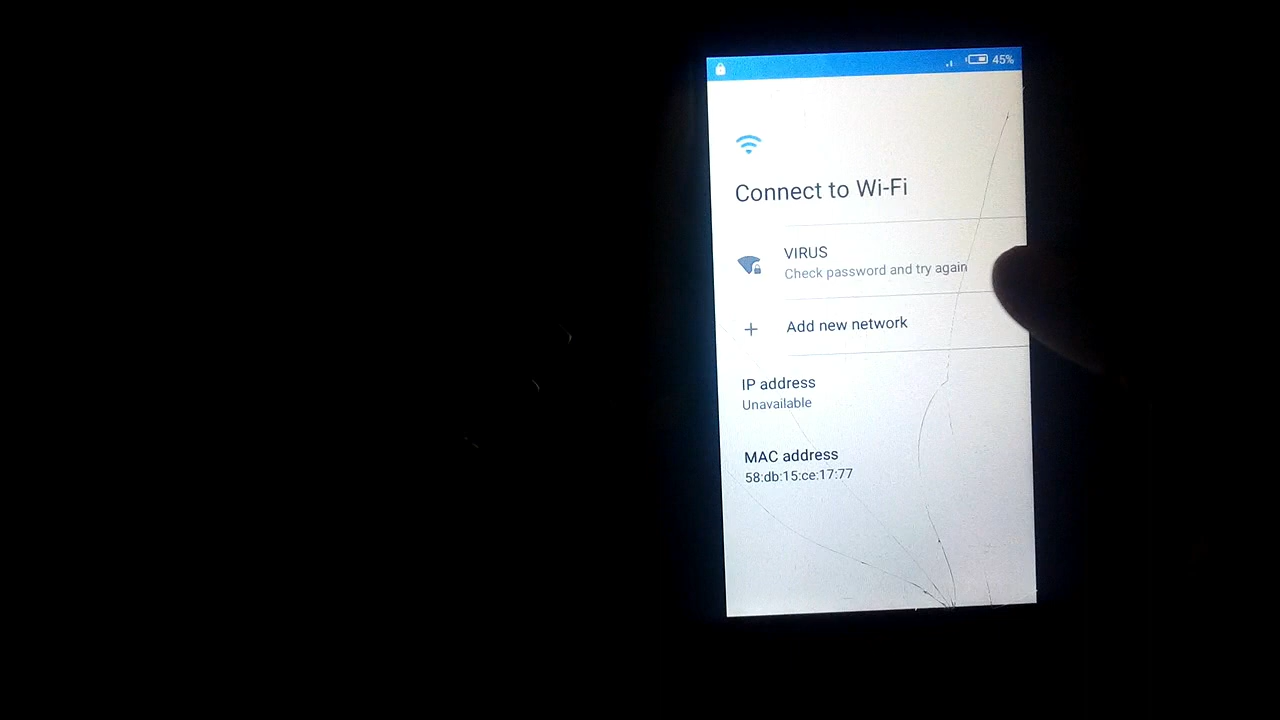 45%
Connect to Wi-Fi
VIRUS
Check password and try again
Add new network
IP address
Unavailable
MAC address
58:db:15:ce:17:77